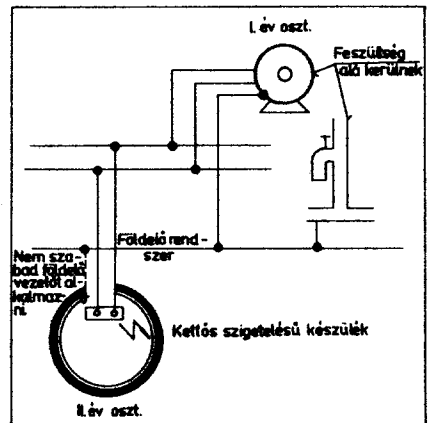 I. év oszt.
Feszültség
alá kerülnek
Földelő rend-
szer
Nem sza-
bad földelő
vezetőt al-
kalmaz-
ni.
Kettős szigetelésű készülék
II. év oszt.